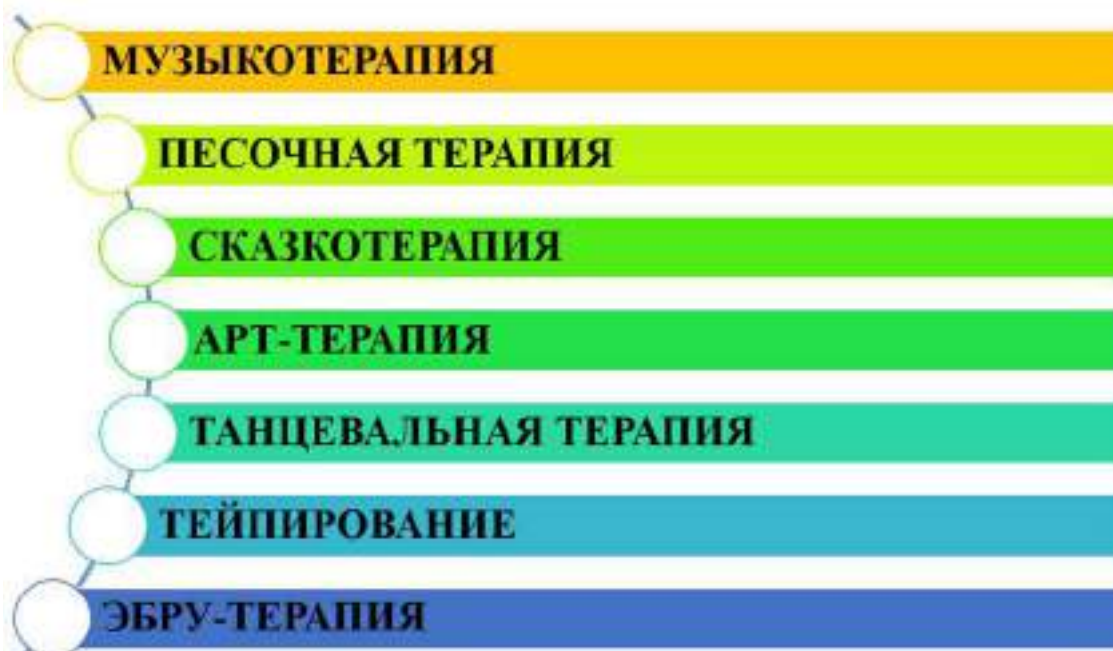 МУЗЫКОТЕРАПИЯ
ПЕСОЧНАЯ ТЕРАПИЯ
СКАЗКОТЕРАПИЯ
АРТ-ТЕРАПИЯ
ТАНЦЕВАЛЬНАЯ ТЕРАПИЯ
ТЕЙПИРОВАНИЕ
ЭБРУ-ТЕРАПИЯ